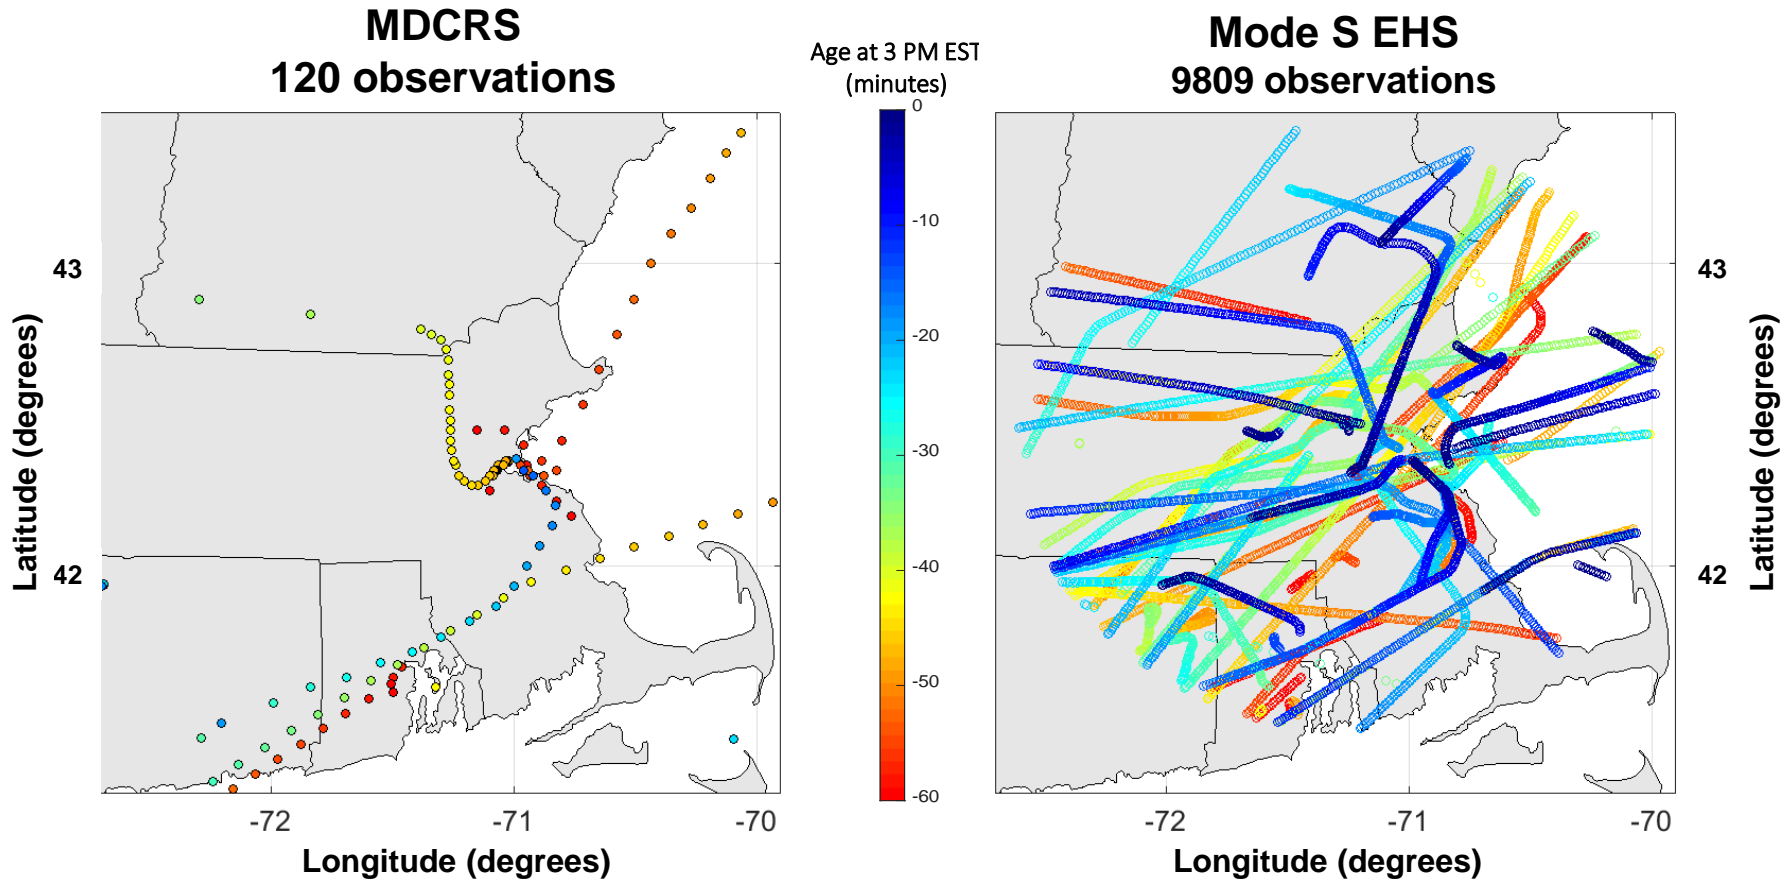 MDCRS
120 observations
Age at 3 PM EST
(minutes)
Mode S EHS
9809 observations
0
-10
-20
-30
-40
-50
-60
43
42
Latitude (degrees)
-72
-71
-70
Longitude (degrees)
43
42
Latitude (degrees)
-72
-71
-70
Longitude (degrees)